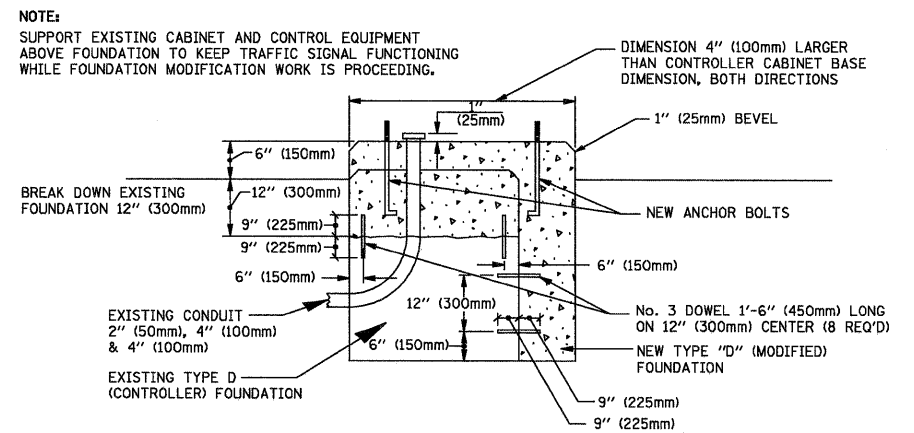 NOTE:
SUPPORT EXISTING CABINET AND CONTROL EQUIPMENT
ABOVE FOUNDATION TO KEEP TRAFFIC SIGNAL FUNCTIONING
WHILE FOUNDATION MODIFICATION WORK IS PROCEEDING.
DIMENSION 4" (100mm) LARGER
THAN CONTROLLER CABINET BASE
DIMENSION, BOTH DIRECTIONS
1"
(25mm)
1" (25mm) BEVEL
6" (150mm)
BREAK DOWN EXISTING
FOUNDATION 12" (300mm)
12" (300mm)
9" (225mm)
9" (225mm)
NEW ANCHOR BOLTS
6" (150mm)
6" (150mm)
12" (300mm)
EXISTING CONDUIT
2" (50mm), 4" (100mm)
& 4" (100mm)
No. 3 DOWEL 1'-6" (450mm) LONG
ON 12" (300mm) CENTER (8 REQ'D)
6" (150mm)
NEW TYPE "D" (MODIFIED)
FOUNDATION
EXISTING TYPE D
(CONTROLLER) FOUNDATION
9" (225mm)
9" (225mm)